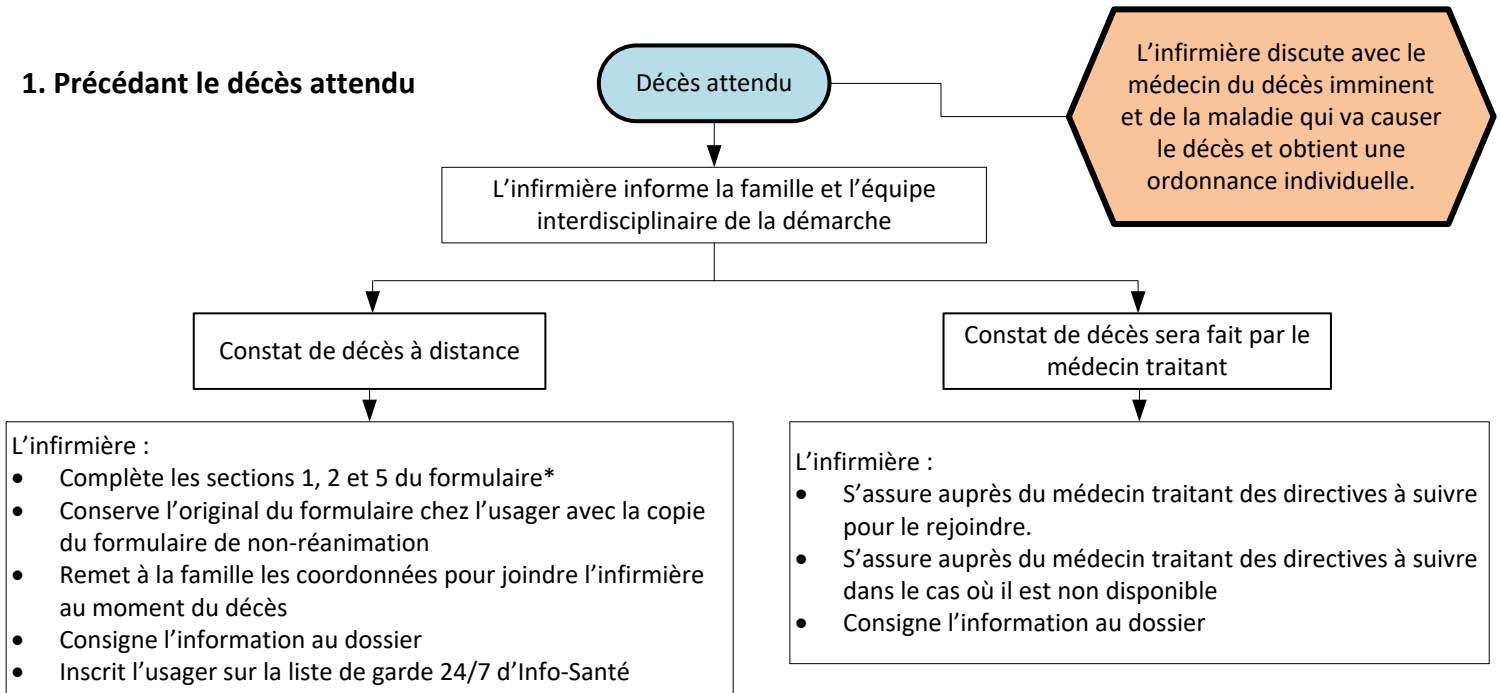 1. Précédant le décès attendu
Décès attendu
L’infirmière discute avec le
médecin du décès imminent
et de la maladie qui va causer
le décès et obtient une
ordonnance individuelle.
L’infirmière informe la famille et l’équipe
interdisciplinaire de la démarche
Constat de décès à distance
Constat de décès sera fait par le
médecin traitant
L’infirmière :
• Complète les sections 1, 2 et 5 du formulaire*
• Conserve l’original du formulaire chez l’usager avec la copie
du formulaire de non-réanimation
• Remet à la famille les coordonnées pour joindre l’infirmière
au moment du décès
• Consigne l’information au dossier
• Inscrit l’usager sur la liste de garde 24/7 d’Info-Santé
L’infirmière :
• S’assure auprès du médecin traitant des directives à suivre
pour le rejoindre.
• S’assure auprès du médecin traitant des directives à suivre
dans le cas où il est non disponible
• Consigne l’information au dossier